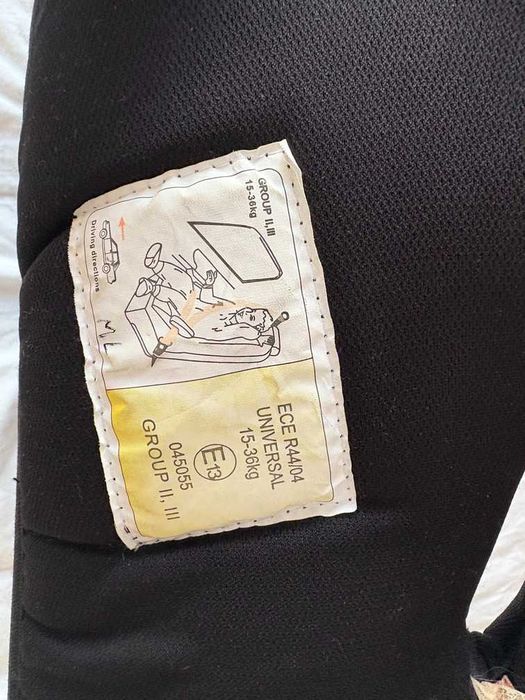 GROUP II,III
15-36kg
Driving directions
ML
ECE R44/04
UNIVERSAL
15-36kg
E13
045055
GROUP II, III